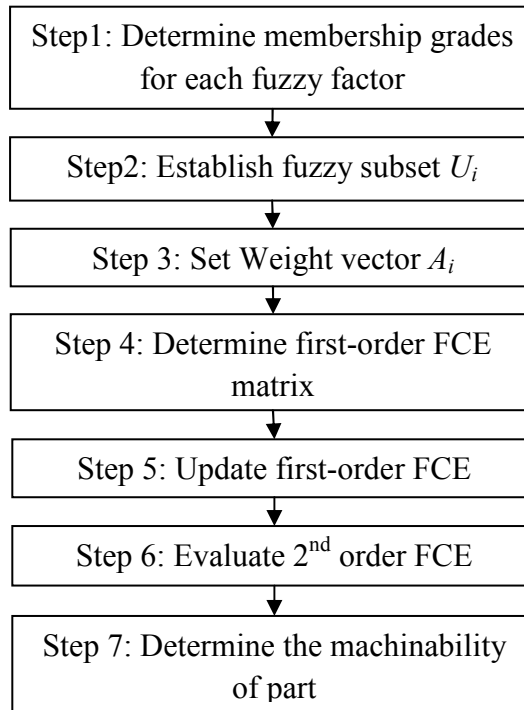 Step1: Determine membership grades
for each fuzzy factor
Step2: Establish fuzzy subset Ui
Step 3: Set Weight vector Ai
Step 4: Determine first-order FCE
matrix
Step 5: Update first-order FCE
Step 6: Evaluate 2nd order FCE
Step 7: Determine the machinability
of part